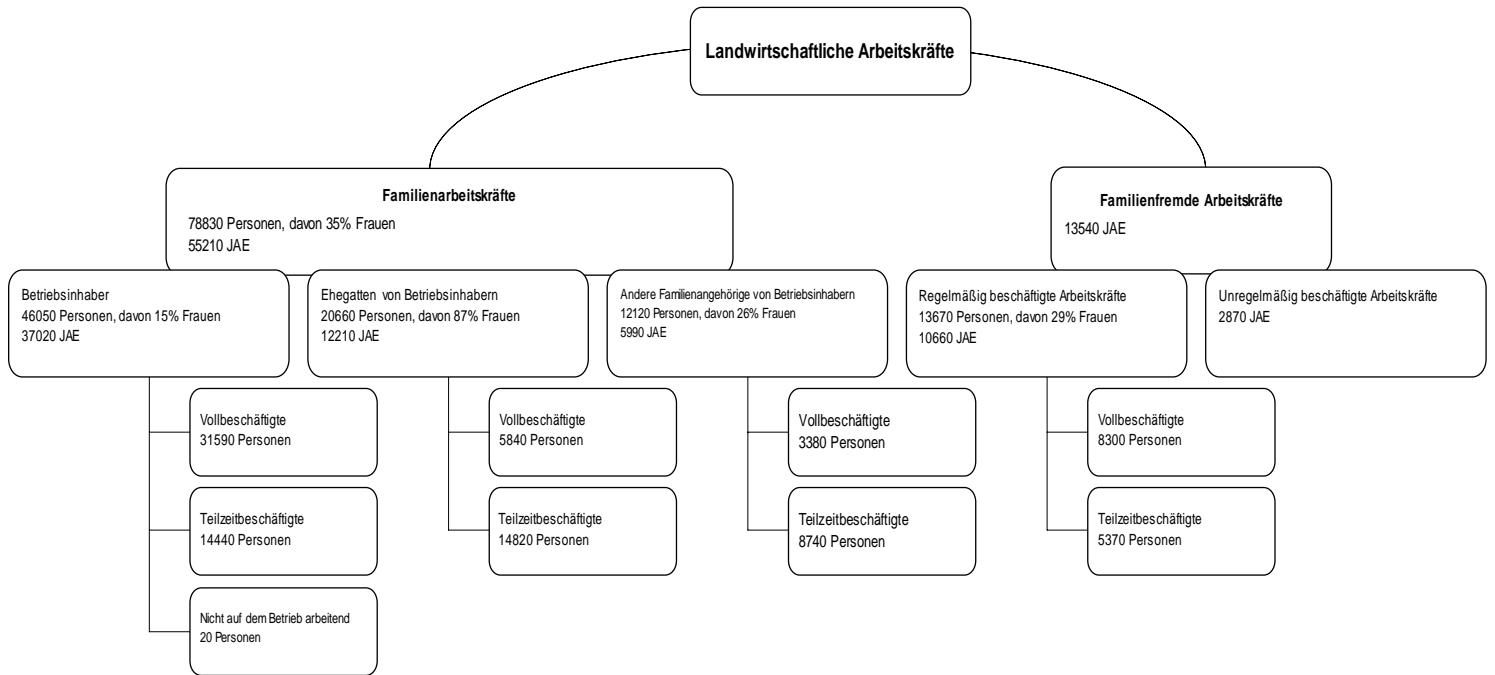 Landwirtschaftliche Arbeitskräfte
Familienarbeitskräfte
78830 Personen, davon 35% Frauen
55210 JAE
Familienfremde Arbeitskräfte
13540 JAE
Betriebsinhaber
46050 Personen, davon 15% Frauen
37020 JAE
Ehegatten von Betriebsinhabern
20660 Personen, davon 87% Frauen
12210 JAE
Andere Familienangehörige von Betriebsinhabern
12120 Personen, davon 26% Frauen
5990 JAE
Regelmäßig beschäftigte Arbeitskräfte
13670 Personen, davon 29% Frauen
10660 JAE
Unregelmäßig beschäftigte Arbeitskräfte
2870 JAE
Vollbeschäftigte
31590 Personen
Vollbeschäftigte
5840 Personen
Vollbeschäftigte
3380 Personen
Vollbeschäftigte
8300 Personen
Teilzeitbeschäftigte
14440 Personen
Teilzeitbeschäftigte
14820 Personen
Teilzeitbeschäftigte
8740 Personen
Teilzeitbeschäftigte
5370 Personen
Nicht auf dem Betrieb arbeitend
20 Personen